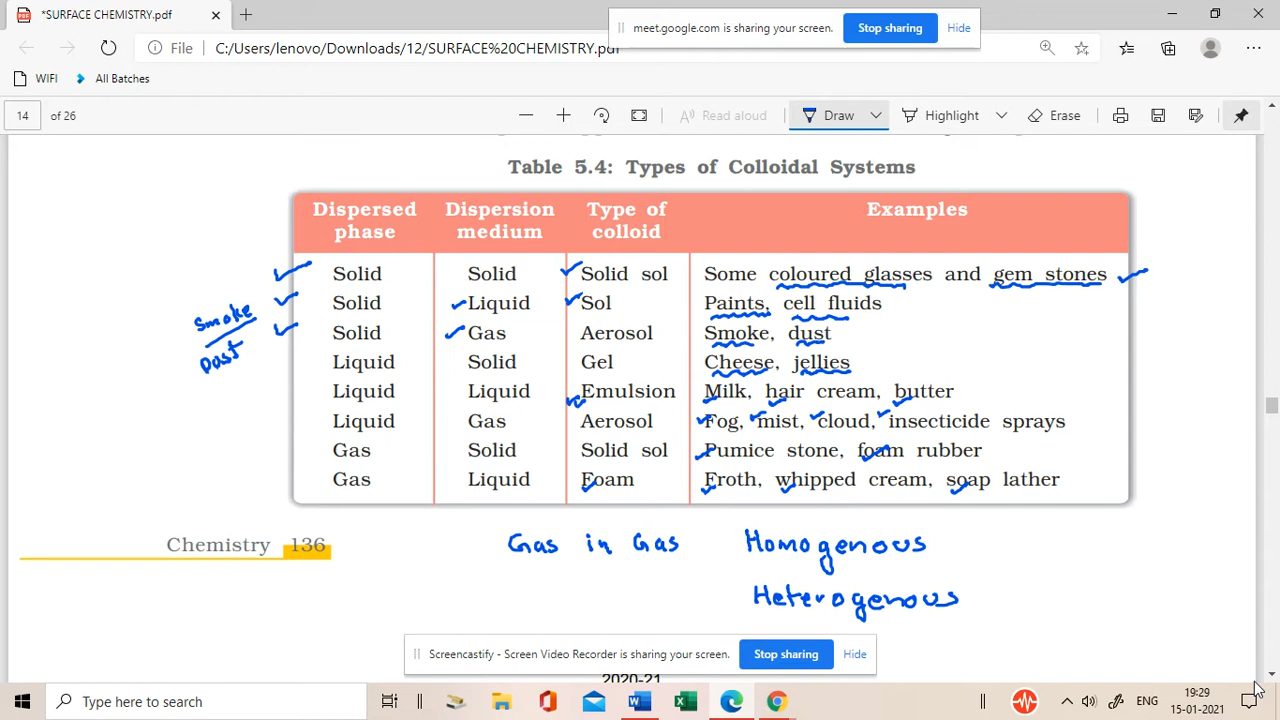 *SURFACE CHEMISTRY.pdf
meet.google.com is sharing your screen. Stop sharing Hide
File C:/Users/lenovo/Downloads/12/SURFACE%20CHEMISTRY.pdf
WIFI All Batches
14 of 26 Read aloud Draw Highlight Erase
Table 5.4: Types of Colloidal Systems
Dispersed phase Dispersion medium Type of colloid Examples
Solid Solid Solid sol Some coloured glasses and gem stones
Solid Liquid Sol Paints, cell fluids
Smoke
Solid Gas Aerosol Smoke, dust
Dust
Liquid Solid Gel Cheese, jellies
Liquid Liquid Emulsion Milk, hair cream, butter
Liquid Gas Aerosol Fog, mist, cloud, insecticide sprays
Gas Solid Solid sol Pumice stone, foam rubber
Gas Liquid Foam Froth, whipped cream, soap lather
Chemistry 136 Gas in Gas Homogenous
Heterogenous
Screencastify - Screen Video Recorder is sharing your screen. Stop sharing Hide
2020-21
Type here to search ENG 19:29
15-01-2021